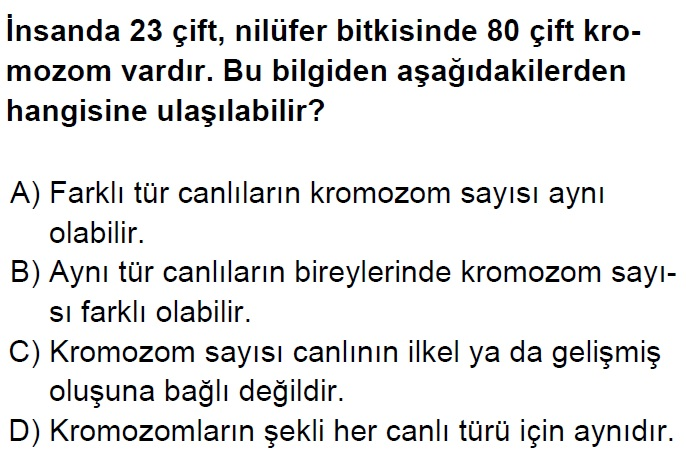 İnsanda 23 çift, nilüfer bitkisinde 80 çift kro-
mozom vardır. Bu bilgiden aşağıdakilerden
hangisine ulaşılabilir?
A) Farklı tür canlıların kromozom sayısı aynı
olabilir.
B) Aynı tür canlıların bireylerinde kromozom sayı-
sı farklı olabilir.
C) Kromozom sayısı canlının ilkel ya da gelişmiş
oluşuna bağlı değildir.
D) Kromozomların şekli her canlı türü için aynıdır.